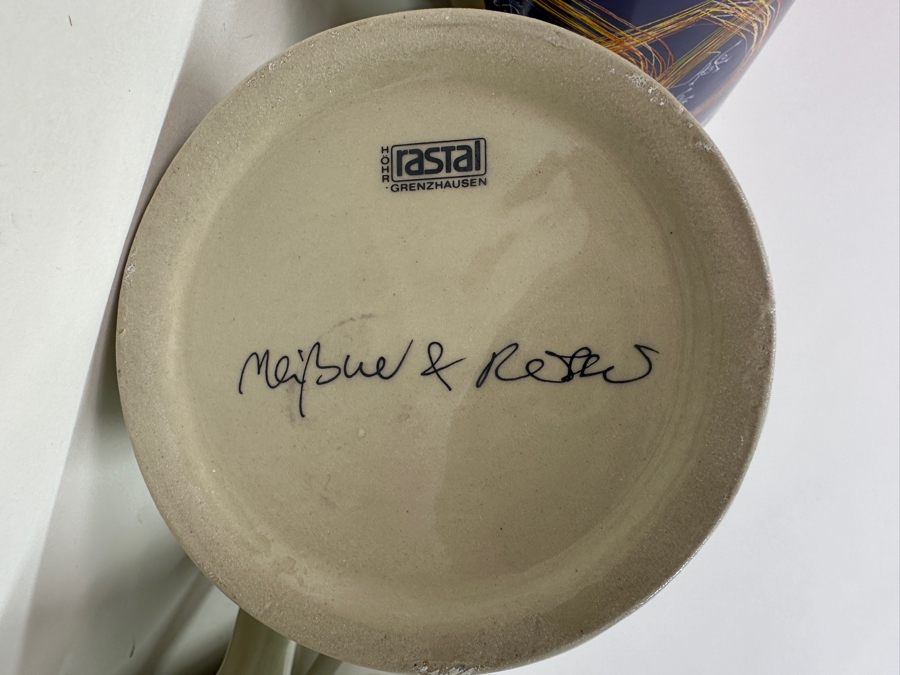 HÖHR
rastal
·GRENZHAUSEN
Meißner &